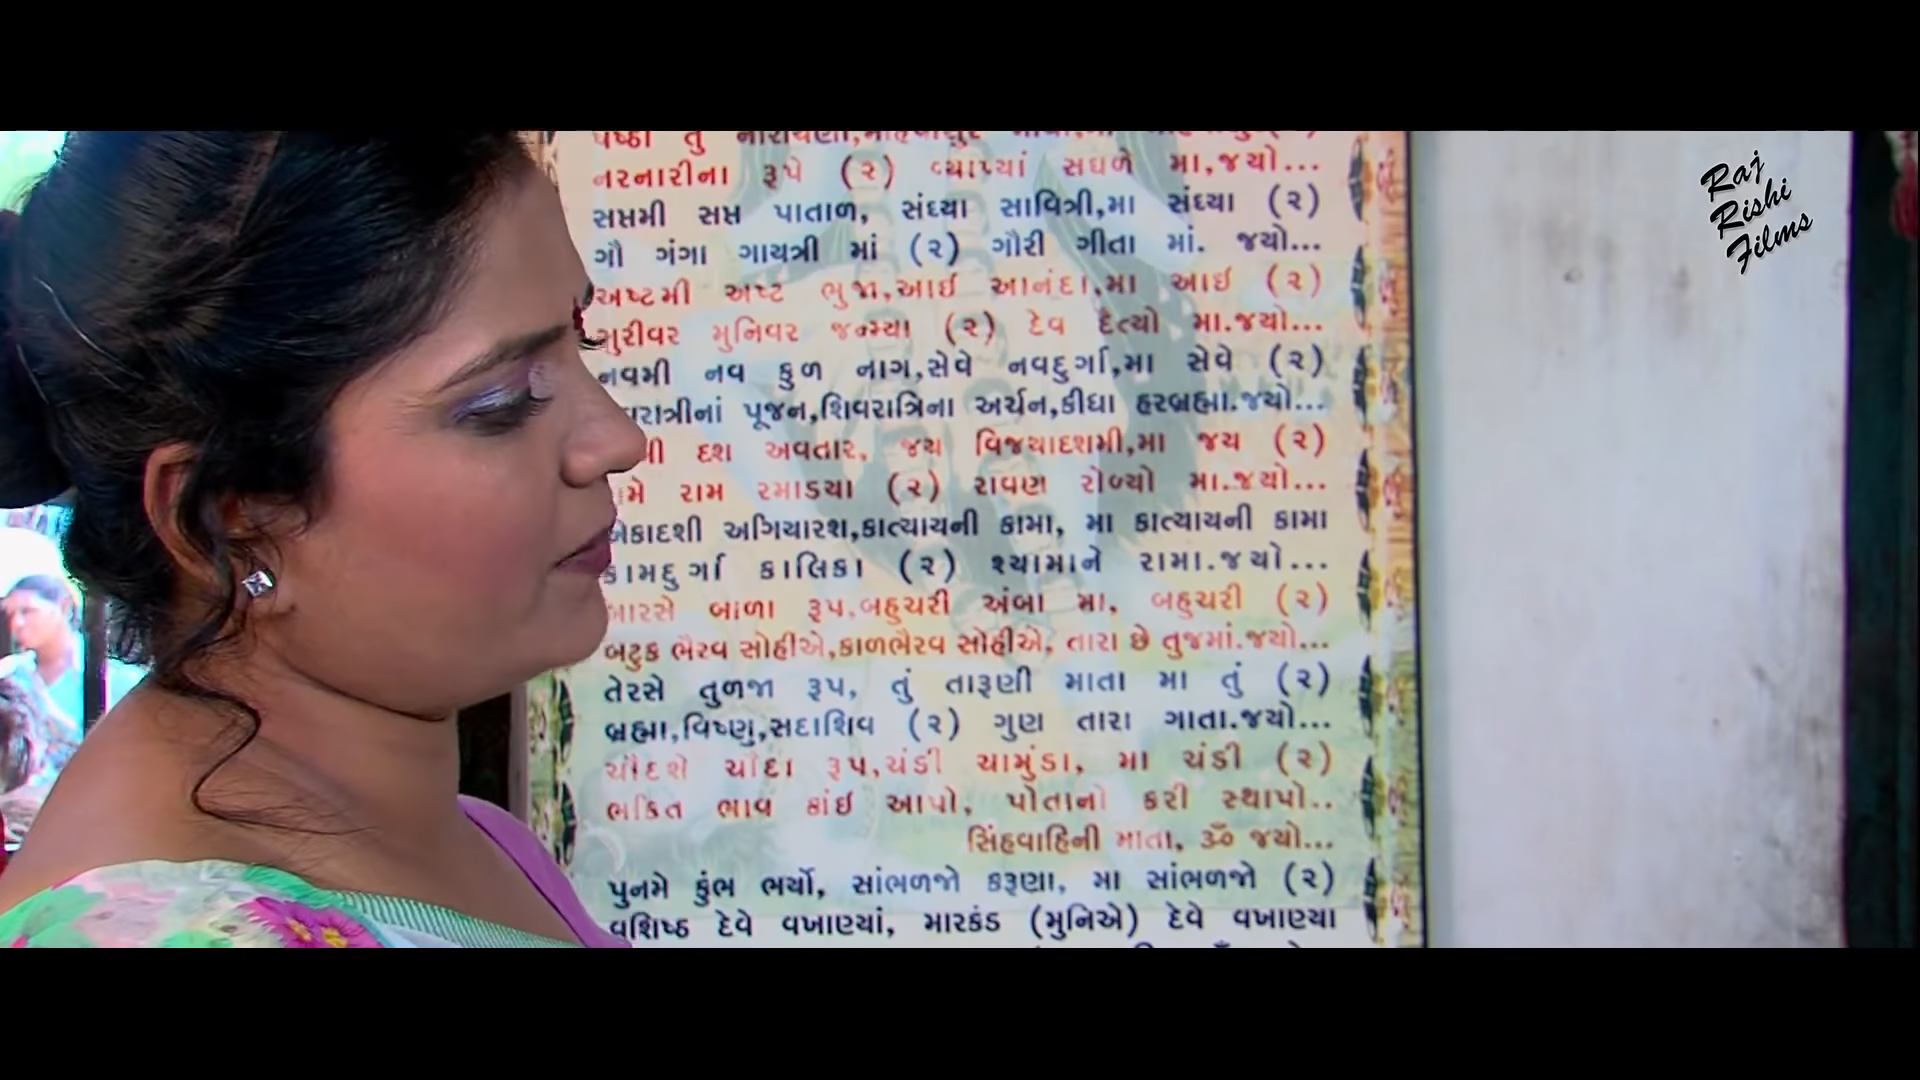 નરનારીના રૂપે (૨) વ્યાપ્યાં સઘળે મા,જયો...
સપ્તમી સપ્ત પાતાળ, સંધ્યા સાવિત્રી,મા સંધ્યા (૨)
ગૌ ગંગા ગાયત્રી માં (૨) ગૌરી ગીતા માં. જયો...
અષ્ટમી અષ્ટ ભુજા,આઈ આનંદા,મા આઈ (૨)
મુનિવર જન્મ્યા (૨) દેવ દૈત્યો મા.જયો...
નવમી નવ કુળ નાગ,સેવે નવદુર્ગા,મા સેવે (૨)
પૂજન,શિવરાત્રિના અર્ચન,કીધા હરબ્રહ્મા.જયો...
દશ અવતાર, જય વિજયાદશમી,મા જય (૨)
રામ રમાડયા (૨) રાવણ રોળ્યો મા.જયો...
એકાદશી અગિયારશ,કાત્યાયની કામા, મા કાત્યાયની કામા
કામદુર્ગા કાલિકા (૨) શ્યામાને રામા.જયો...
બારસે બાળા રૂપ,બહુચરી અંબા મા, બહુચરી (૨)
બટુક ભૈરવ સોહીએ,કાળભૈરવ સોહીએ, તારા છે તુજમાં.જયો...
તેરસે તુળજા રૂપ, તું તારૂણી માતા મા તું (૨)
બ્રહ્મા,વિષ્ણુ,સદાશિવ (૨) ગુણ તારા ગાતા.જયો...
ચૌદશે ચૌદા રૂપ,ચંડી ચામુંડા, મા ચંડી (૨)
ભકિત ભાવ કાંઈ આપો, પોતાનો કરી સ્થાપો..
સિંહવાહિની માતા, ૐ જયો...
પુનમે કુંભ ભર્યો, સાંભળજો કરૂણા, મા સાંભળજો (૨)
વશિષ્ઠ દેવે વખાણ્યાં, મારકંડ (મુનિએ) દેવે વખાણ્યા
Raj
Rishi
Films